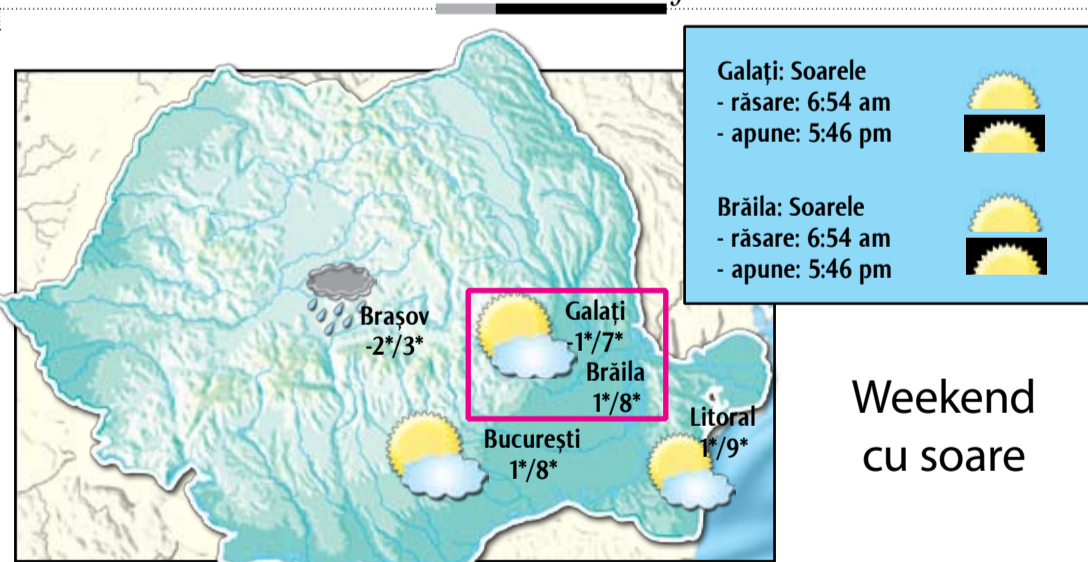 Galați: Soarele
- răsare: 6:54 am
- apune: 5:46 pm
Brăila: Soarele
- răsare: 6:54 am
- apune: 5:46 pm
Brașov
-2*/3*
Galați
-1*/7*
Brăila
1*/8*
București
1*/8*
Litoral
1*/9*
Weekend
cu soare